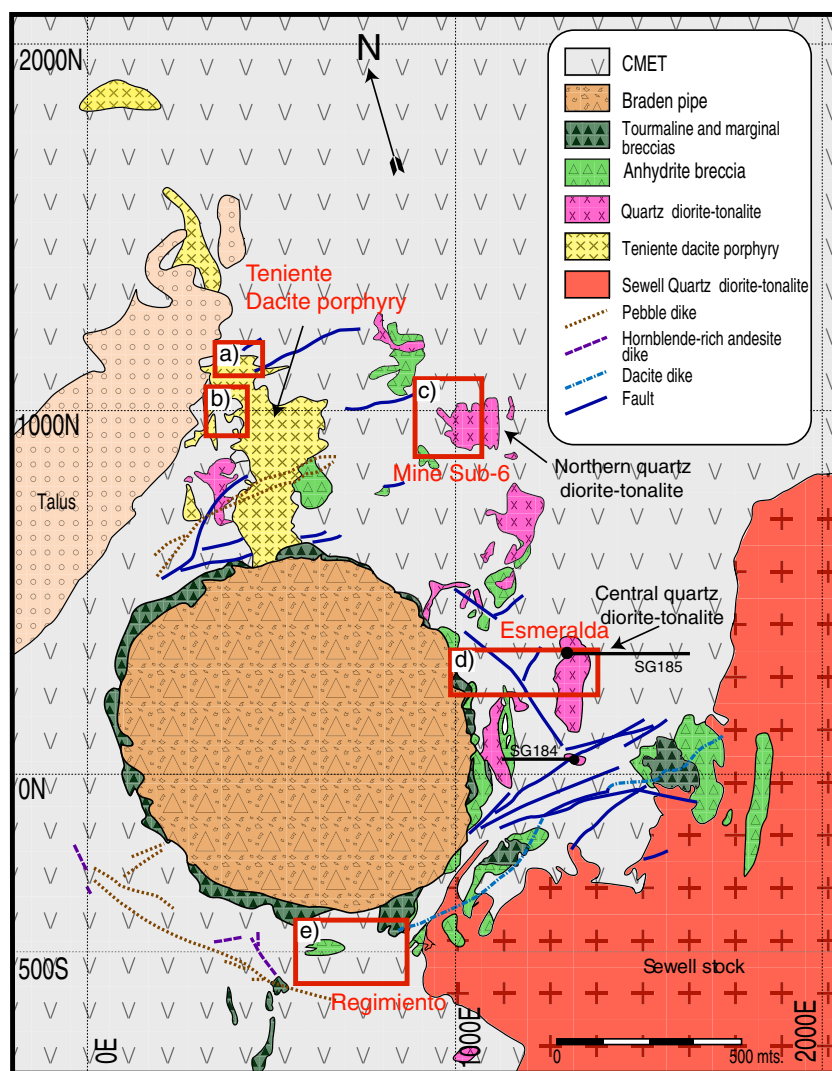 2000N
N
CMET
Braden pipe
Tourmaline and marginal
breccias
Anhydrite breccia
Quartz diorite-tonalite
Teniente dacite porphyry
Sewell Quartz diorite-tonalite
Pebble dike
Hornblende-rich andesite
dike
Dacite dike
Fault
Teniente
Dacite porphyry
a)
b)
c)
1000N
Mine Sub-6
Northern quartz
diorite-tonalite
Talus
Central quartz
diorite-tonalite
Esmeralda
d)
SG185
SG184
0N
e)
500S
Regimiento
Sewell stock
0E
1000E
2000E
0
500 mts.